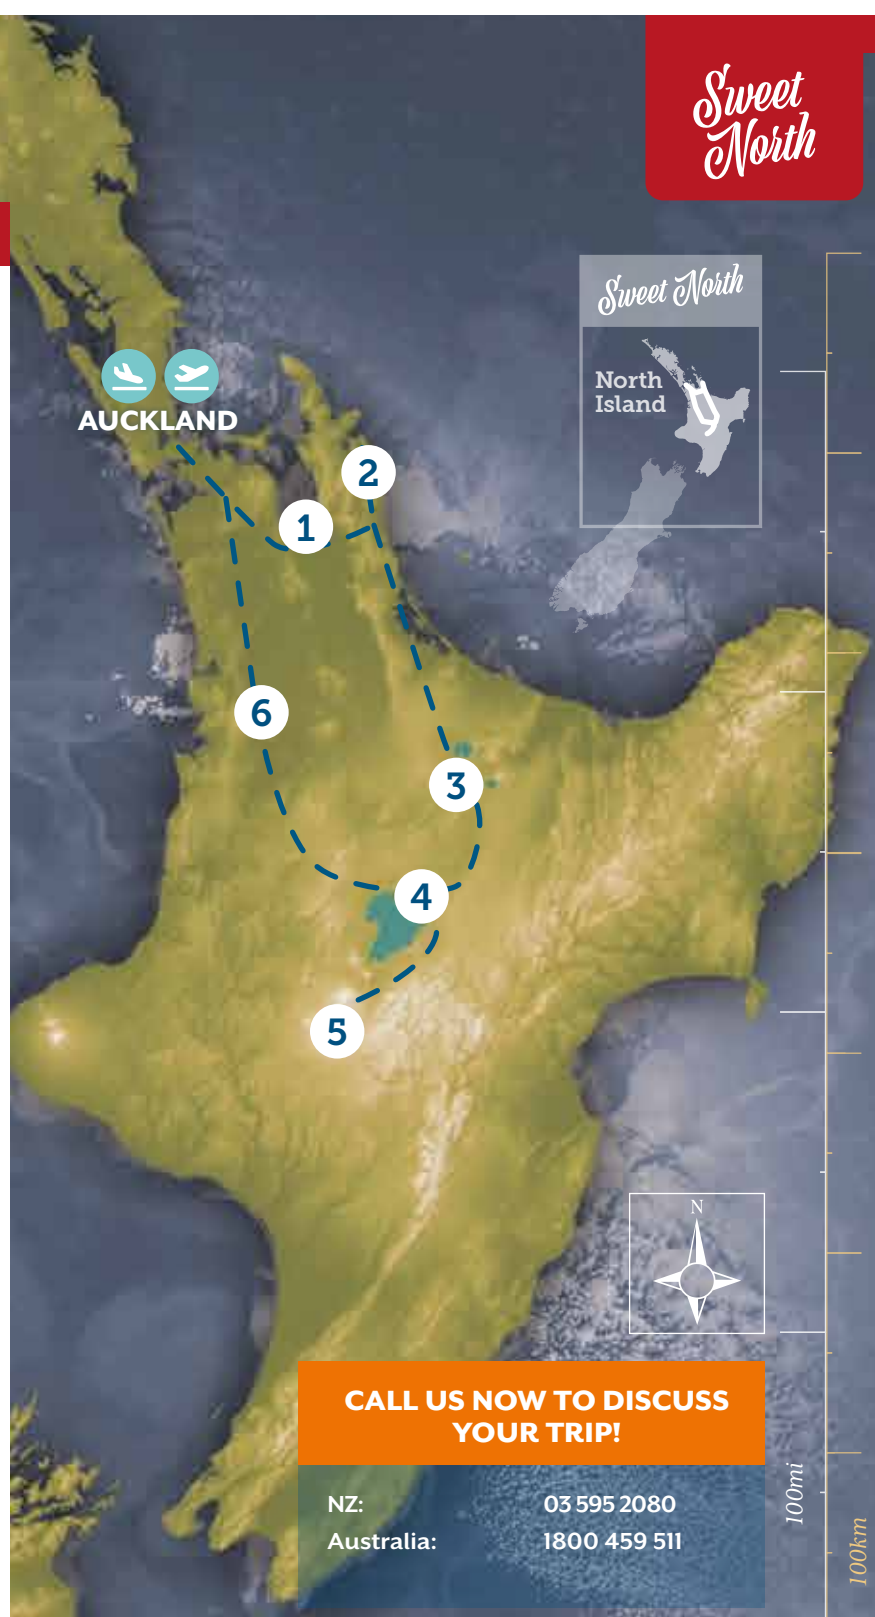 Sweet
North
Sweet North
North
Island
AUCKLAND
2
1
6
3
4
5
N
CALL US NOW TO DISCUSS
YOUR TRIP!
NZ: 03 595 2080
Australia: 1800 459 511
100mi
100km